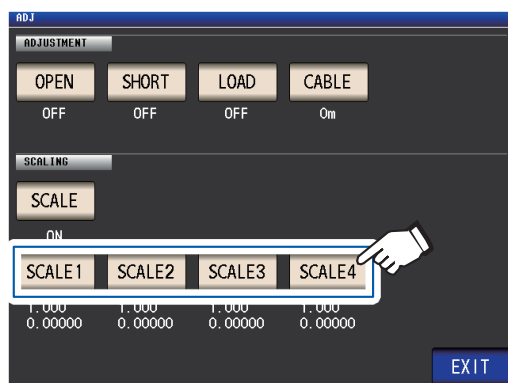 ADJ
ADJUSTMENT
OPEN SHORT LOAD CABLE
OFF OFF OFF 0m
SCALING
SCALE
ON
SCALE1 SCALE2 SCALE3 SCALE4
1.000 1.000 1.000 1.000
0.00000 0.00000 0.00000 0.00000
EXIT